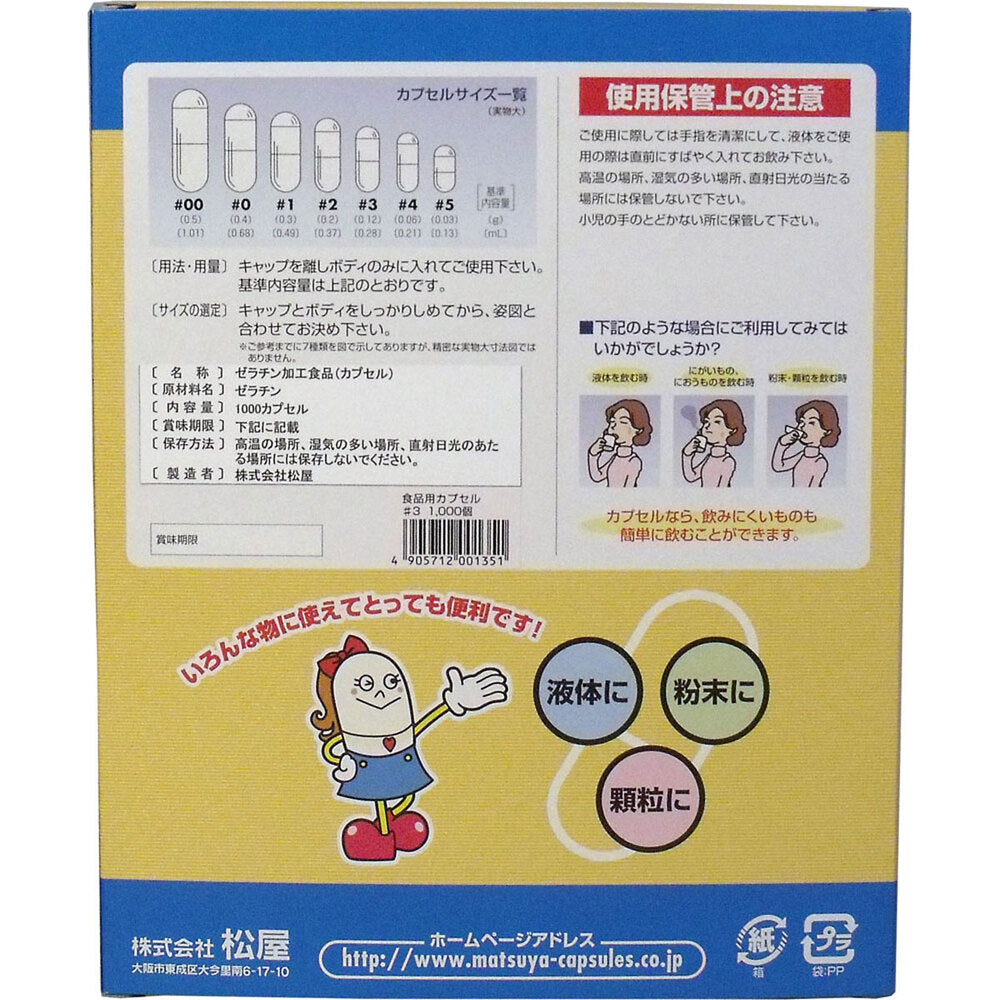 カプセルサイズ一覧
(実物大)
#00 #0 #1 #2 #3 #4 #5 基準内容量
(0.5) (0.4) (0.3) (0.2) (0.12) (0.06) (0.03) (g)
(1.01) (0.68) (0.49) (0.37) (0.28) (0.21) (0.13) (mL)
〔用法・用量〕 キャップを離しボディのみに入れてご使用下さい。
基準内容量は上記のとおりです。
〔サイズの選定〕 キャップとボディをしっかりしめてから、姿図と
合わせてお決め下さい。
※ご参考までに7種類を図で示してありますが、精密な実物大寸法図では
ありません。
〔名称〕 ゼラチン加工食品(カプセル)
〔原材料名〕 ゼラチン
〔内容量〕 1000カプセル
〔賞味期限〕 下記に記載
〔保存方法〕 高温の場所、湿気の多い場所、直射日光のあた
る場所には保存しないでください。
〔製造者〕 株式会社松屋
食品用カプセル
#3 1,000個
4 905712 001351
賞味期限
使用保管上の注意
ご使用に際しては手指を清潔にして、液体をご使
用の際は直前にすばやく入れてお飲み下さい。
高温の場所、湿気の多い場所、直射日光の当たる
場所には保管しないで下さい。
小児の手のとどかない所に保管して下さい。
■下記のような場合にご利用してみては
いかがでしょうか?
液体を飲む時
にがいもの、
におうものを飲む時
粉末・顆粒を飲む時
カプセルなら、飲みにくいものも
簡単に飲むことができます。
いろんな物に使えてとっても便利です!
液体に
粉末に
顆粒に
株式会社 松屋
大阪市東成区大今里南6-17-10
ホームページアドレス
http://www.matsuya-capsules.co.jp
紙
箱
プラ
袋:PP